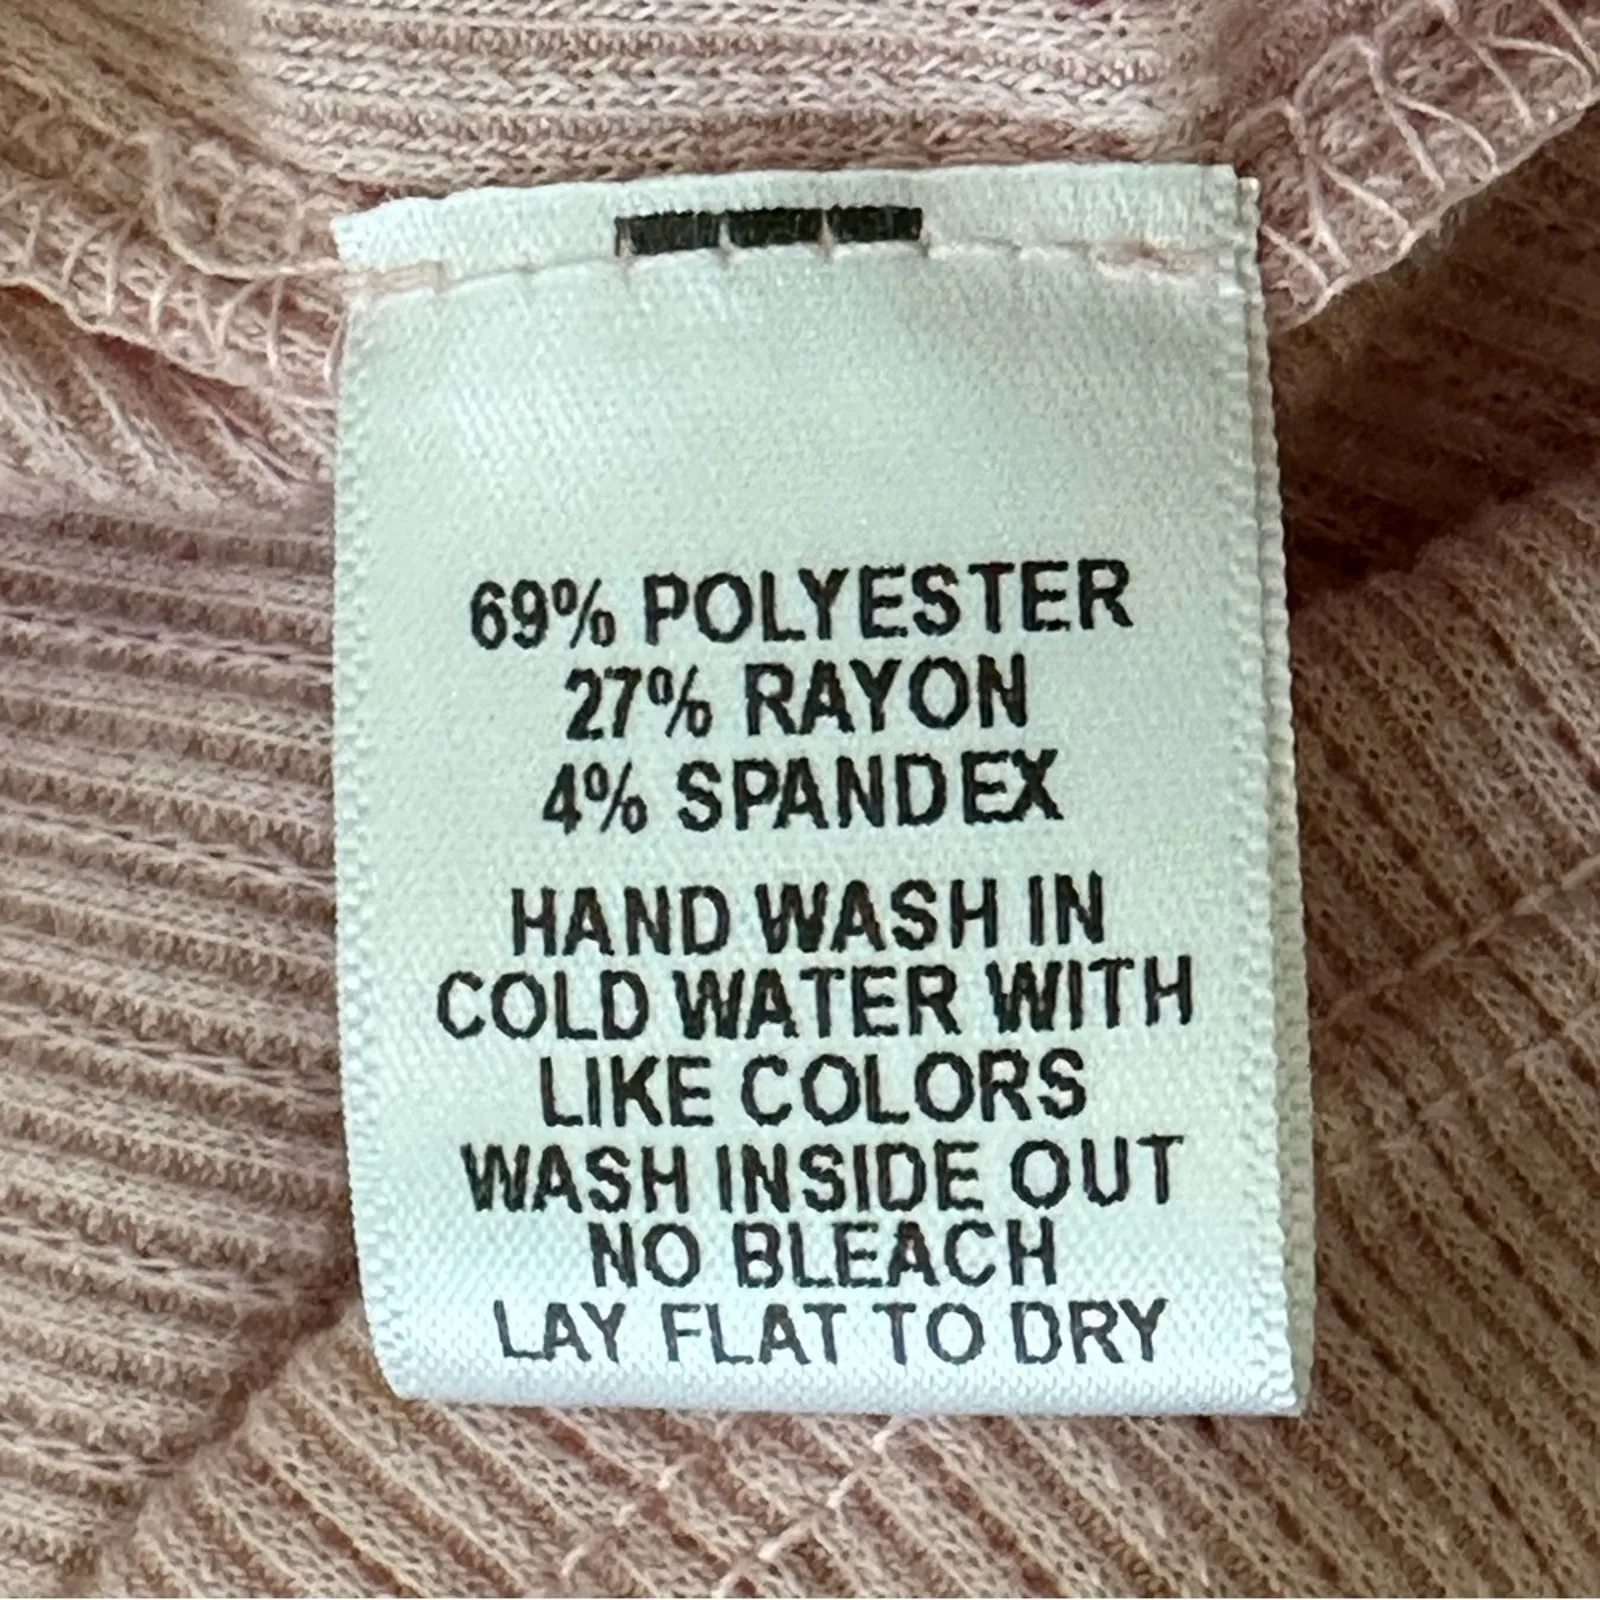 69% POLYESTER
27% RAYON
4% SPANDEX
HAND WASH IN
COLD WATER WITH
LIKE COLORS
WASH INSIDE OUT
NO BLEACH
LAY FLAT TO DRY